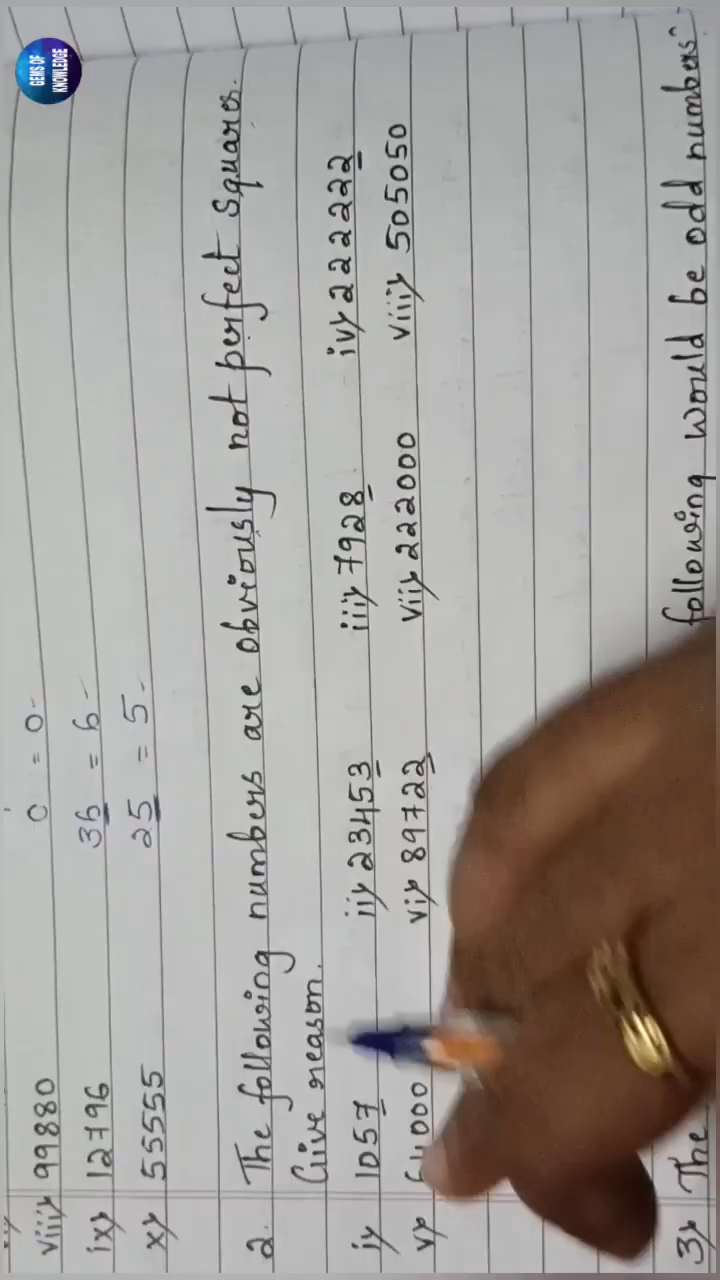 GEMS OF
KNOWLEDGE
viii) 99880 0 = 0
ix) 12796 36 = 6
x) 55555 25 = 5
2. The following numbers are obviously not perfect squares.
Give reason.
i) 1057 ii) 23453 iii) 7928 iv) 222222
v) 64000 vi) 89722 vii) 222000 viii) 505050
3) The following would be odd numbers